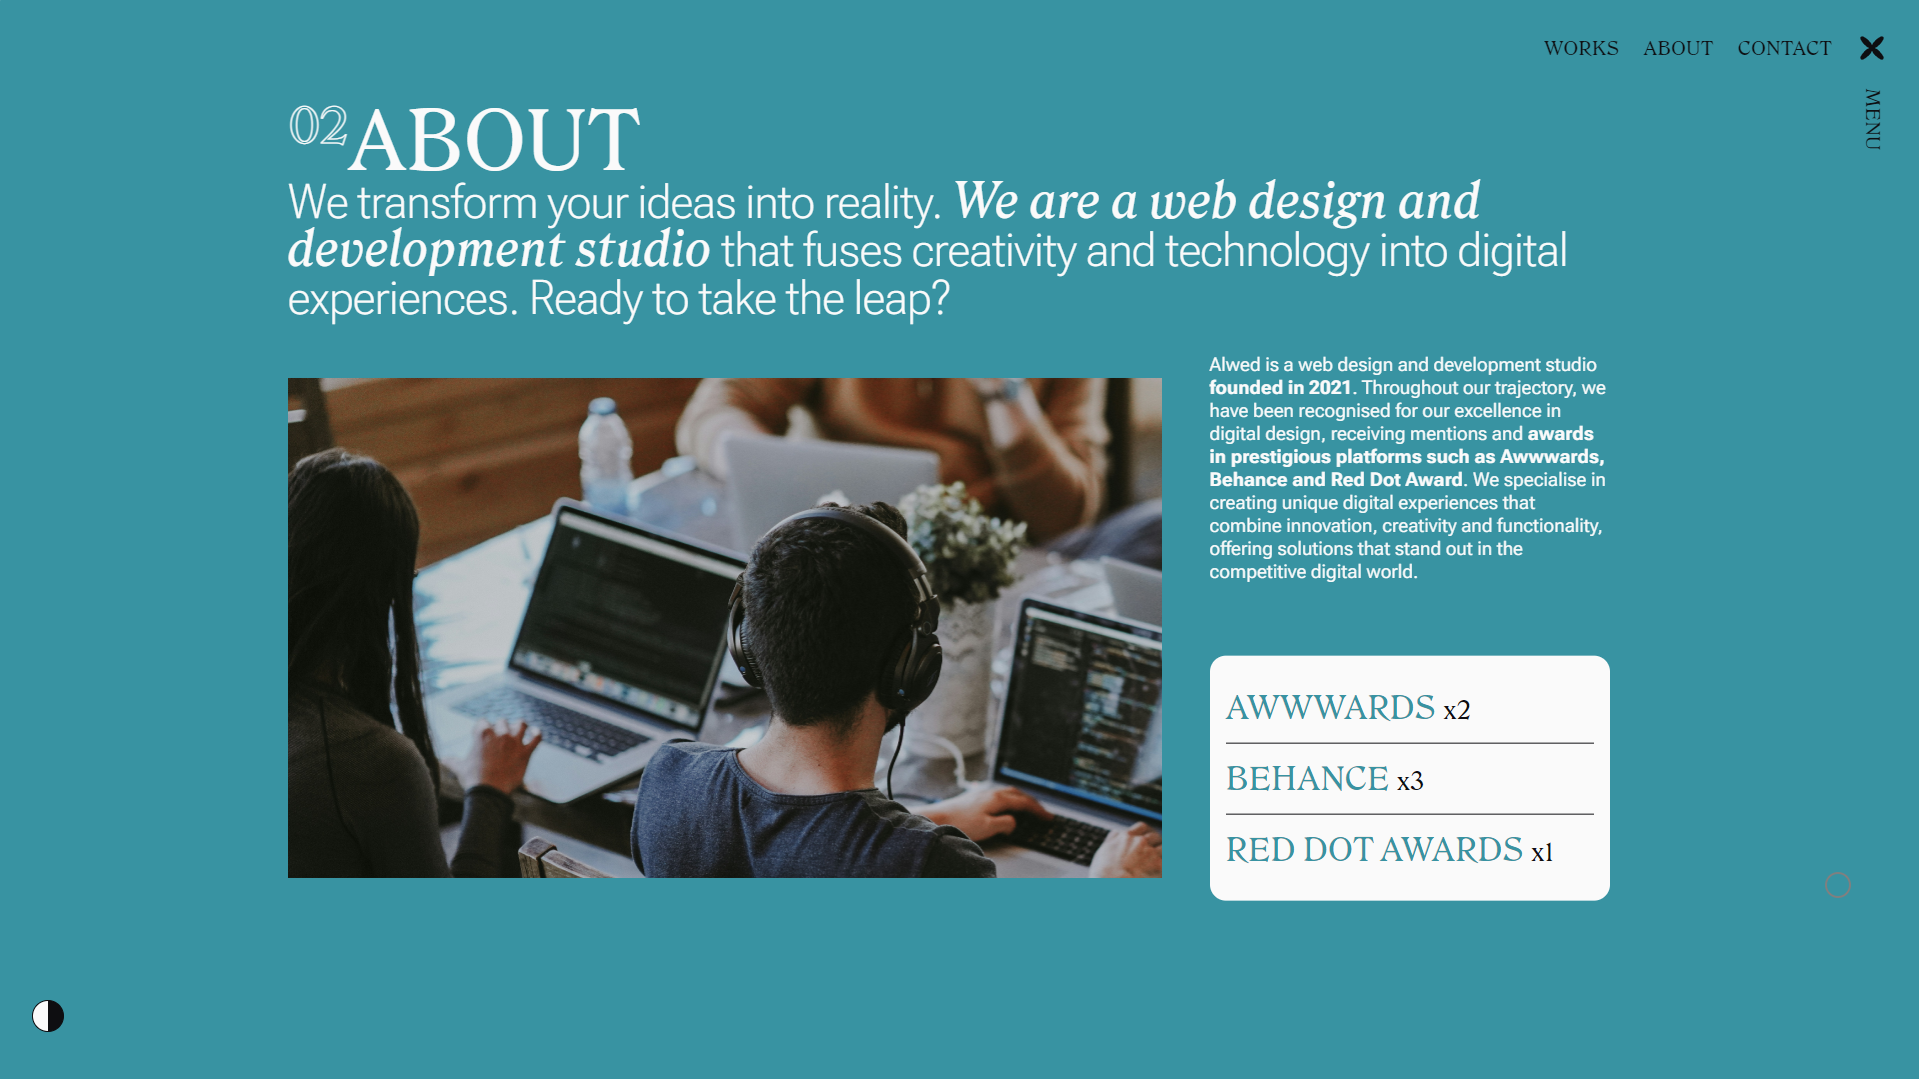 WORKS ABOUT CONTACT
MENU
02ABOUT
We transform your ideas into reality. We are a web design and
development studio that fuses creativity and technology into digital
experiences. Ready to take the leap?
Alwed is a web design and development studio
founded in 2021. Throughout our trajectory, we
have been recognised for our excellence in
digital design, receiving mentions and awards
in prestigious platforms such as Awwwards,
Behance and Red Dot Award. We specialise in
creating unique digital experiences that
combine innovation, creativity and functionality,
offering solutions that stand out in the
competitive digital world.
AWWWARDS x2
BEHANCE x3
RED DOT AWARDS x1